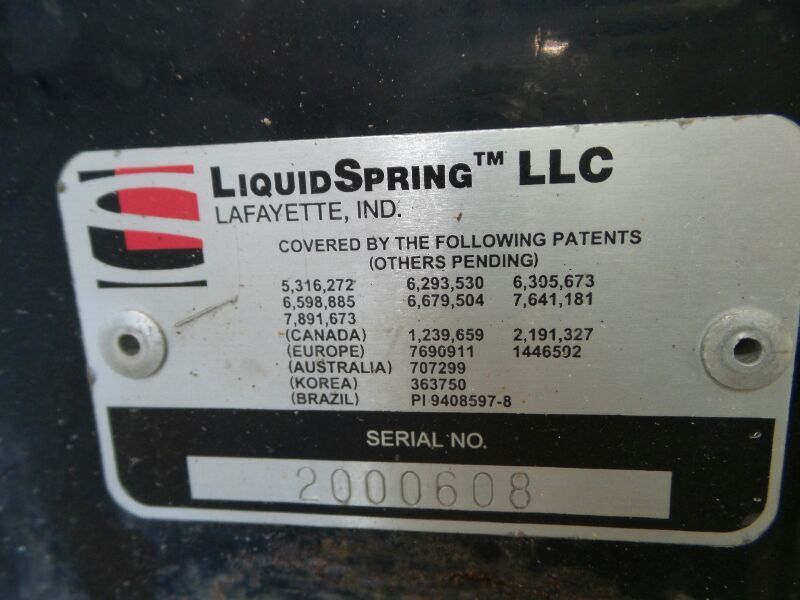 LIQUIDSPRING™ LLC
LAFAYETTE, IND.
COVERED BY THE FOLLOWING PATENTS
(OTHERS PENDING)
5,316,272 6,293,530 6,305,673
6,598,885 6,679,504 7,641,181
7,891,673
(CANADA) 1,239,659 2,191,327
(EUROPE) 7690911 1446592
(AUSTRALIA) 707299
(KOREA) 363750
(BRAZIL) PI 9408597-8
SERIAL NO.
2000608